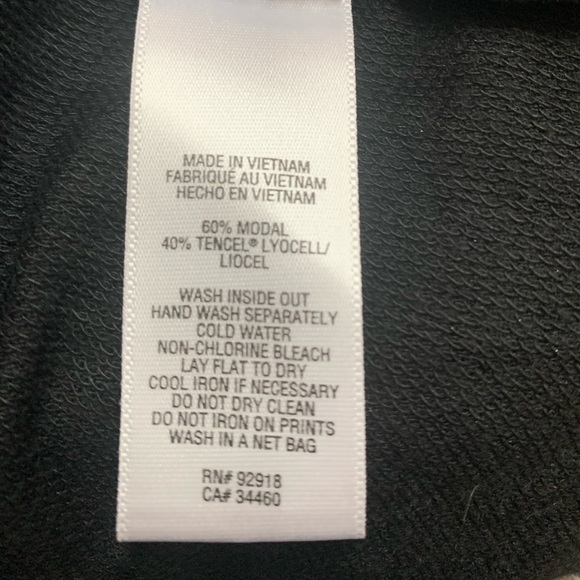 MADE IN VIETNAM
FABRIQUÉ AU VIETNAM
HECHO EN VIETNAM
60% MODAL
40% TENCEL® LYOCELL/
LIOCEL
WASH INSIDE OUT
HAND WASH SEPARATELY
COLD WATER
NON-CHLORINE BLEACH
LAY FLAT TO DRY
COOL IRON IF NECESSARY
DO NOT DRY CLEAN
DO NOT IRON ON PRINTS
WASH IN A NET BAG
RN# 92918
CA# 34460